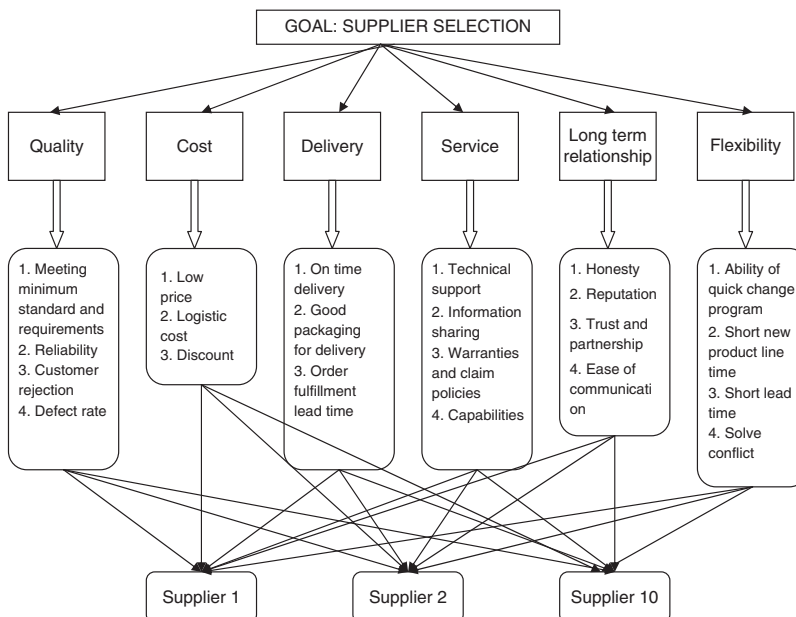 GOAL: SUPPLIER SELECTION
Quality
Cost
Delivery
Service
Long term
relationship
Flexibility
1. Meeting
minimum
standard and
requirements
2. Reliability
3. Customer
rejection
4. Defect rate
1. Low
price
2. Logistic
cost
3. Discount
1. On time
delivery
2. Good
packaging
for delivery
3. Order
fulfillment
lead time
1. Technical
support
2. Information
sharing
3. Warranties
and claim
policies
4. Capabilities
1. Honesty
2. Reputation
3. Trust and
partnership
4. Ease of
communicati
on
1. Ability of
quick change
program
2. Short new
product line
time
3. Short lead
time
4. Solve
conflict
Supplier 1
Supplier 2
Supplier 10